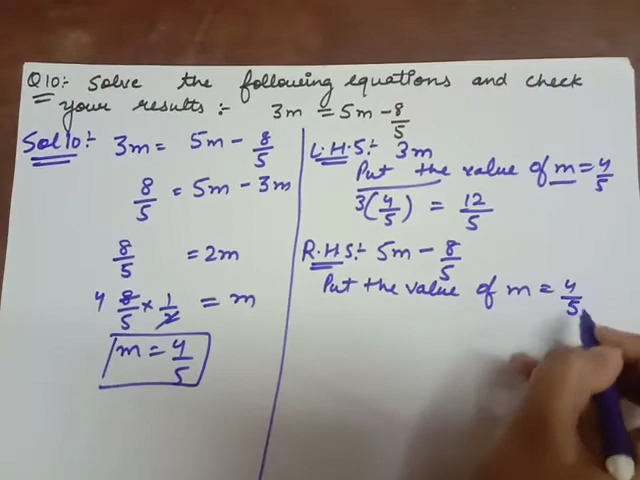 Q10:- Solve the following equations and check
your results:- 3m = 5m - 8/5
Sol10:- 3m = 5m - 8/5
8/5 = 5m - 3m
8/5 = 2m
4 8/5 × 1/2 = m
m = 4/5
L.H.S:- 3m
Put the value of m = 4/5
3(4/5) = 12/5
R.H.S:- 5m - 8/5
Put the value of m = 4/5